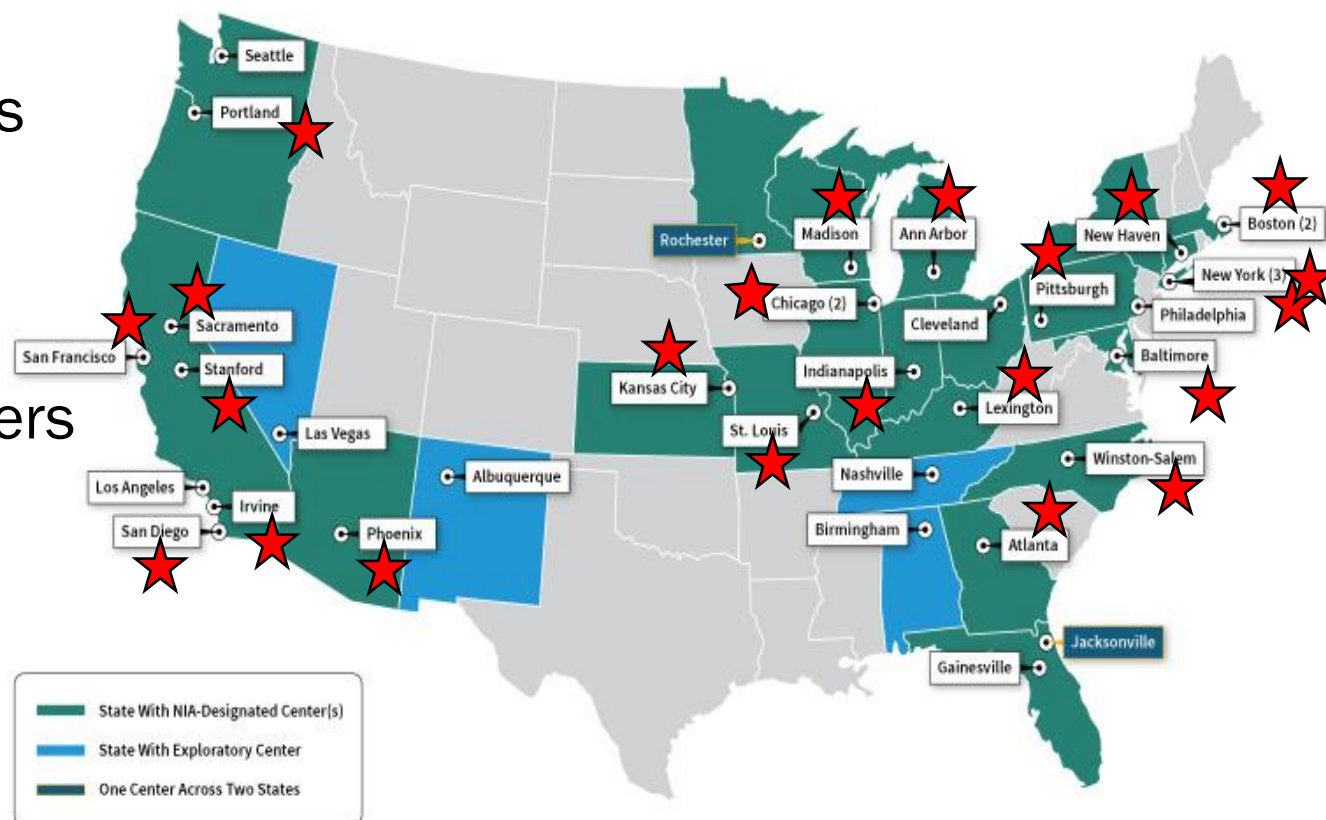 s
ers
Seattle
Portland
Rochester
Madison
Ann Arbor
New Haven
Boston (2)
New York (3)
Pittsburgh
Philadelphia
Chicago (2)
Cleveland
Sacramento
San Francisco
Stanford
Baltimore
Kansas City
Indianapolis
Lexington
St. Louis
Las Vegas
Winston-Salem
Nashville
Albuquerque
Los Angeles
Irvine
San Diego
Phoenix
Birmingham
Atlanta
Jacksonville
Gainesville
State With NIA-Designated Center(s)
State With Exploratory Center
One Center Across Two States